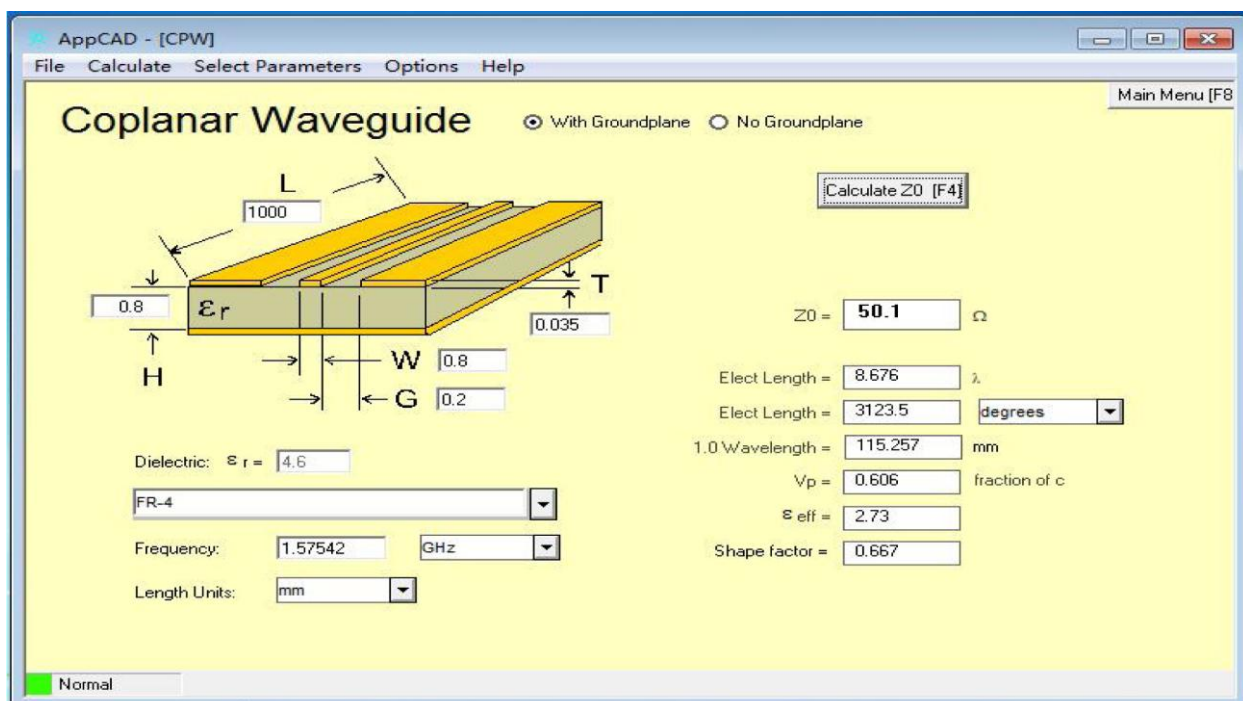 AppCAD - [CPW]
File Calculate Select Parameters Options Help
Main Menu [F8
Coplanar Waveguide With Groundplane No Groundplane
Calculate Z0 [F4]
L
1000
0.8
εr
T
0.035
H
W 0.8
G 0.2
Z0 = 50.1 Ω
Elect Length = 8.676 λ
Elect Length = 3123.5 degrees
1.0 Wavelength = 115.257 mm
Vp = 0.606 fraction of c
ε eff = 2.73
Shape factor = 0.667
Dielectric: ε r = 4.6
FR-4
Frequency: 1.57542 GHz
Length Units: mm
Normal